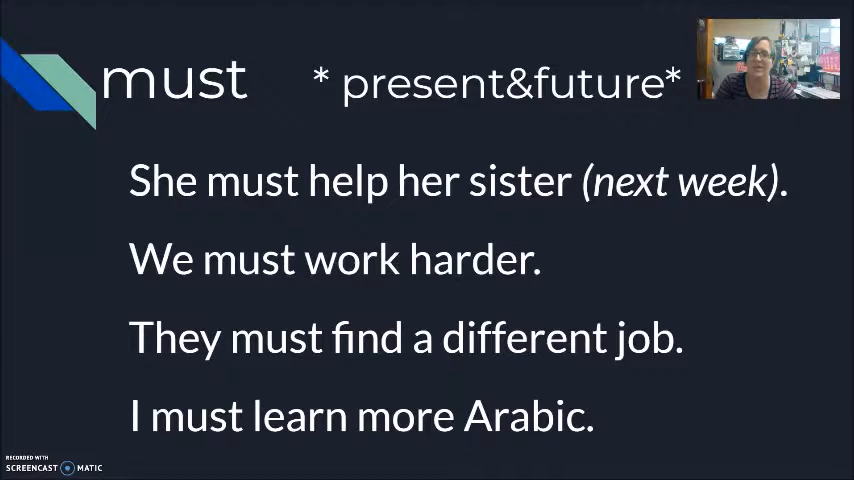 must * present&future*
She must help her sister (next week).
We must work harder.
They must find a different job.
I must learn more Arabic.
RECORDED WITH
SCREENCAST MATIC